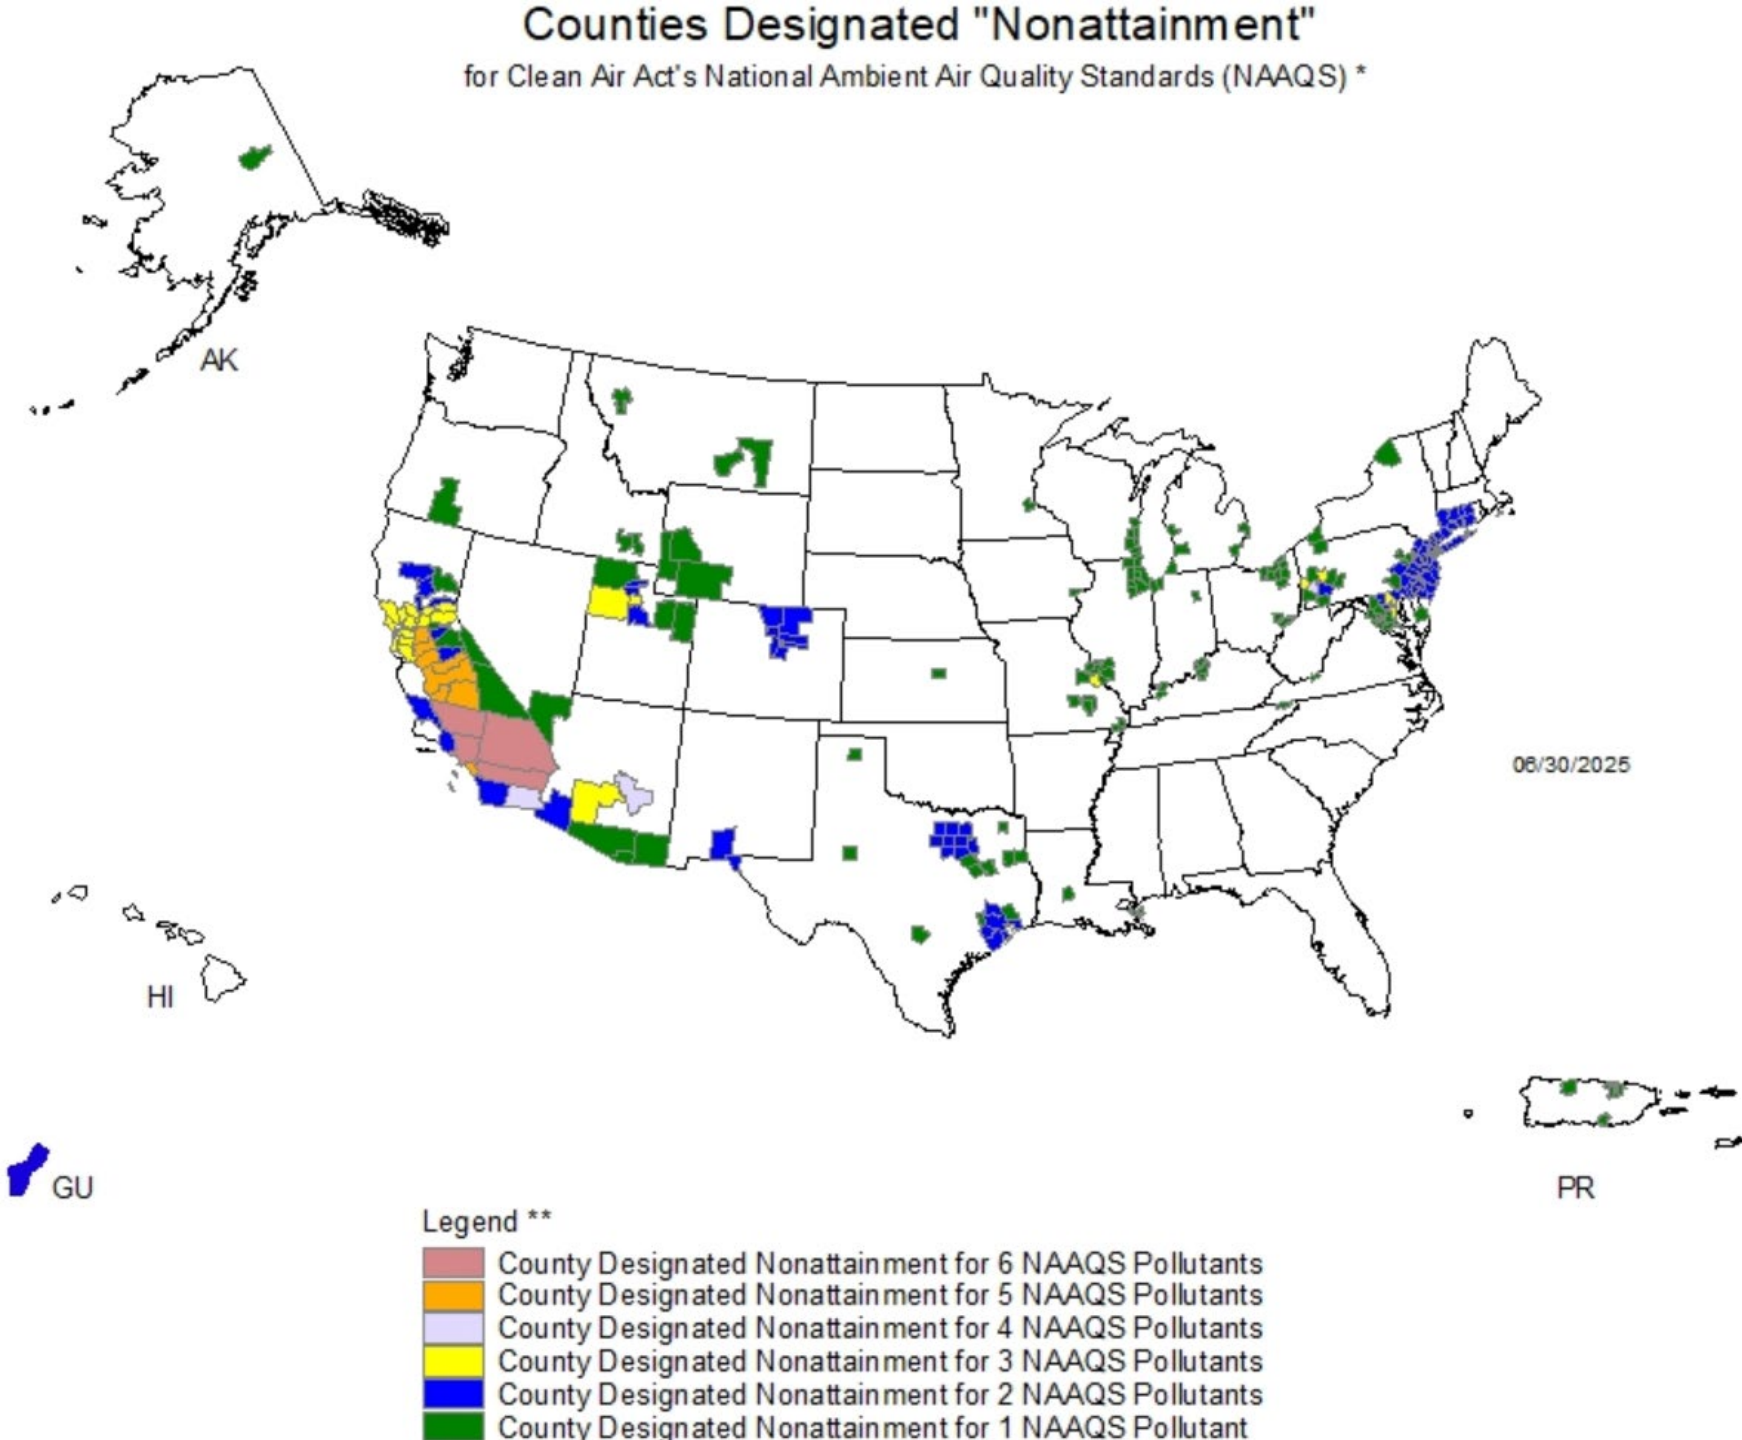 Counties Designated "Nonattainment"
for Clean Air Act's National Ambient Air Quality Standards (NAAQS) *
AK
06/30/2025
HI
GU
PR
Legend **
County Designated Nonattainment for 6 NAAQS Pollutants
County Designated Nonattainment for 5 NAAQS Pollutants
County Designated Nonattainment for 4 NAAQS Pollutants
County Designated Nonattainment for 3 NAAQS Pollutants
County Designated Nonattainment for 2 NAAQS Pollutants
County Designated Nonattainment for 1 NAAQS Pollutant